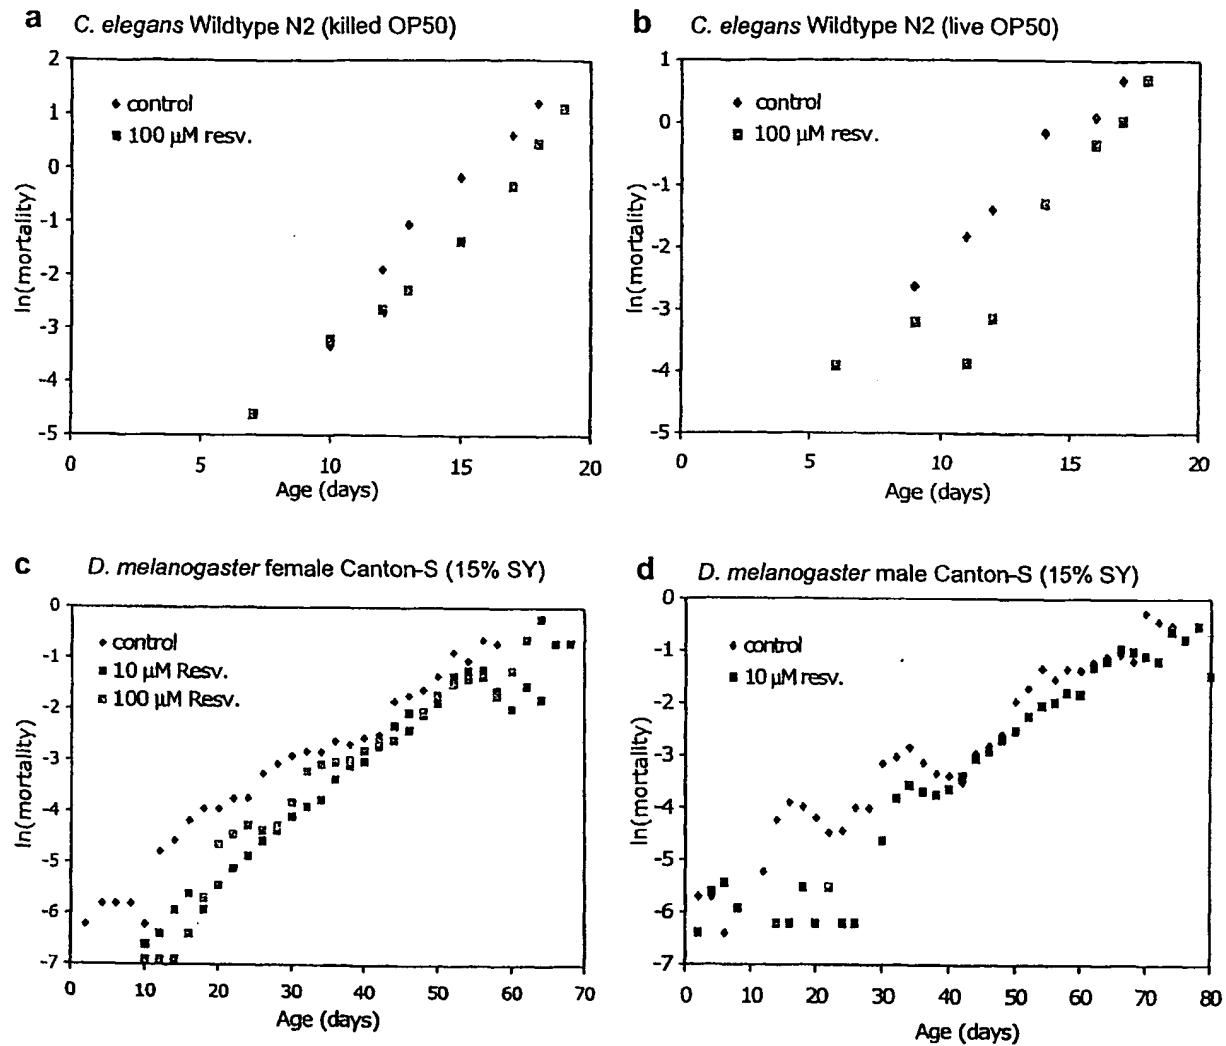 a C. elegans Wildtype N2 (killed OP50)
2
1
0
-1
-2
-3
-4
-5
ln(mortality)
control
100 µM resv.
0 5 10 15 20
Age (days)
b C. elegans Wildtype N2 (live OP50)
1
0
-1
-2
-3
-4
-5
ln(mortality)
control
100 µM resv.
0 5 10 15 20
Age (days)
c D. melanogaster female Canton-S (15% SY)
0
-1
-2
-3
-4
-5
-6
-7
ln(mortality)
control
10 µM Resv.
100 µM Resv.
0 10 20 30 40 50 60 70
Age (days)
d D. melanogaster male Canton-S (15% SY)
0
-1
-2
-3
-4
-5
-6
-7
ln(mortality)
control
10 µM resv.
0 10 20 30 40 50 60 70 80
Age (days)